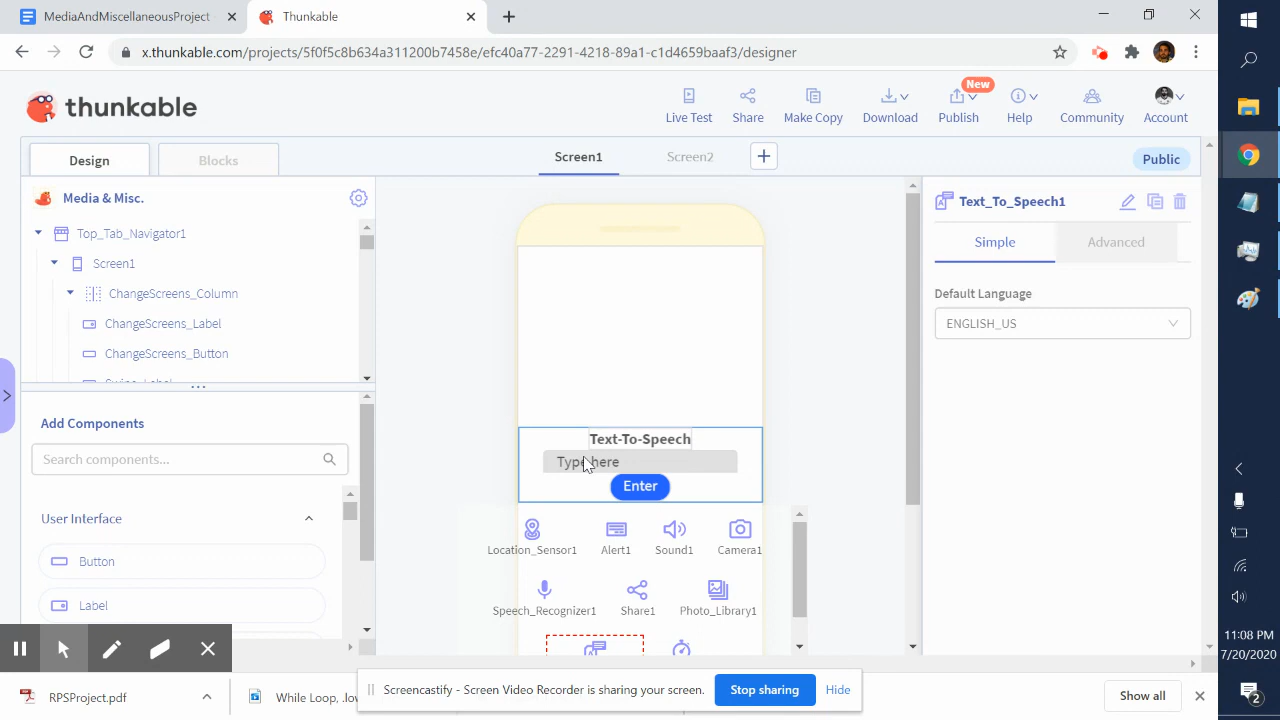 MediaAndMiscellaneousProject
Thunkable
x.thunkable.com/projects/5f0f5c8b634a311200b7458e/efc40a77-2291-4218-89a1-c1d4659baaf3/designer
thunkable
Live Test
Share
Make Copy
Download
New
Publish
Help
Community
Account
Design
Blocks
Screen1
Screen2
Public
Media & Misc.
Top_Tab_Navigator1
Screen1
ChangeScreens_Column
ChangeScreens_Label
ChangeScreens_Button
Add Components
Search components...
User Interface
Button
Label
Text-To-Speech
Type here
Enter
Location_Sensor1
Alert1
Sound1
Camera1
Speech_Recognizer1
Share1
Photo_Library1
Text_To_Speech1
Simple
Advanced
Default Language
ENGLISH_US
Screencastify - Screen Video Recorder is sharing your screen.
Stop sharing
Hide
RPSProject.pdf
While Loop, .lov
Show all
11:08 PM
7/20/2020
2